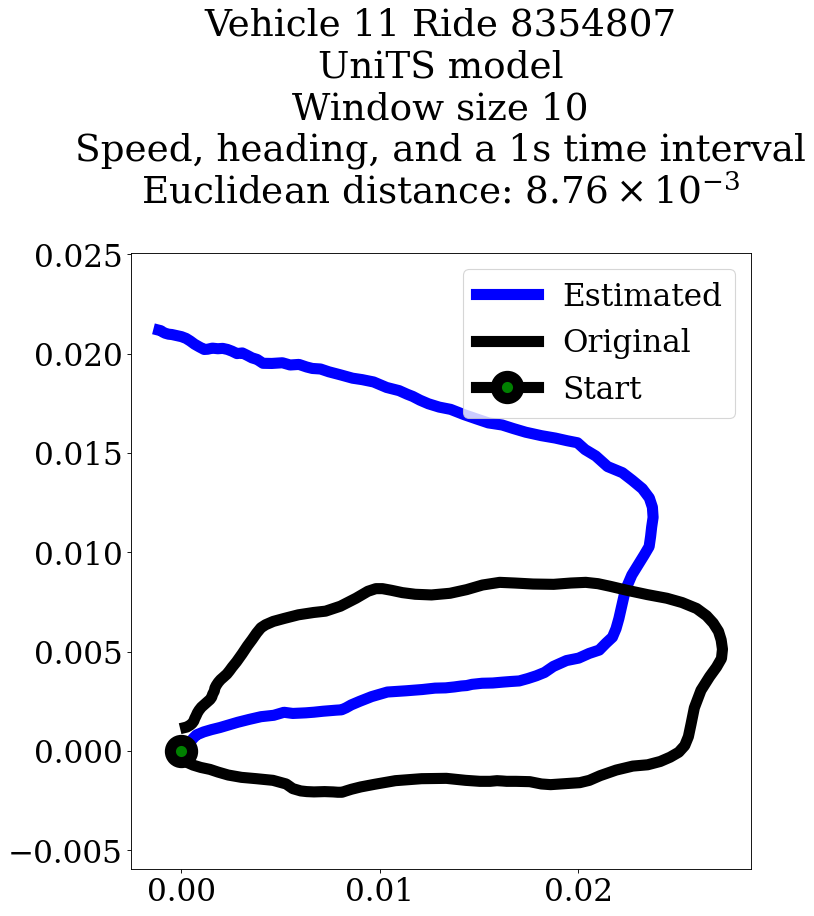 Vehicle 11 Ride 8354807
UniTS model
Window size 10
Speed, heading, and a 1s time interval
Euclidean distance: 8.76 × 10⁻³
0.025
0.020
0.015
0.010
0.005
0.000
−0.005
Estimated
Original
Start
0.00 0.01 0.02